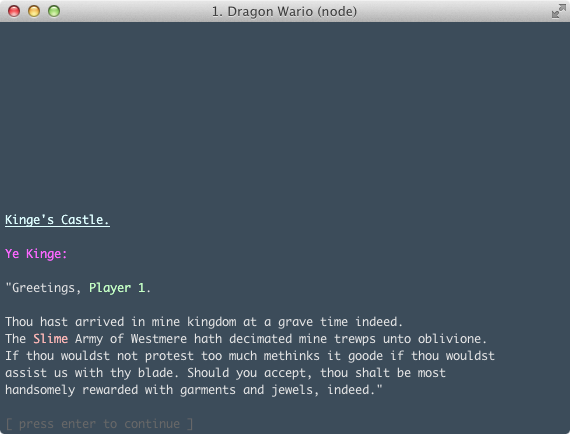 1. Dragon Wario (node)
Kinge's Castle.
Ye Kinge:
"Greetings, Player 1.
Thou hast arrived in mine kingdom at a grave time indeed.
The Slime Army of Westmere hath decimated mine trewps unto oblivione.
If thou wouldst not protest too much methinks it goode if thou wouldst
assist us with thy blade. Should you accept, thou shalt be most
handsomely rewarded with garments and jewels, indeed."
[ press enter to continue ]